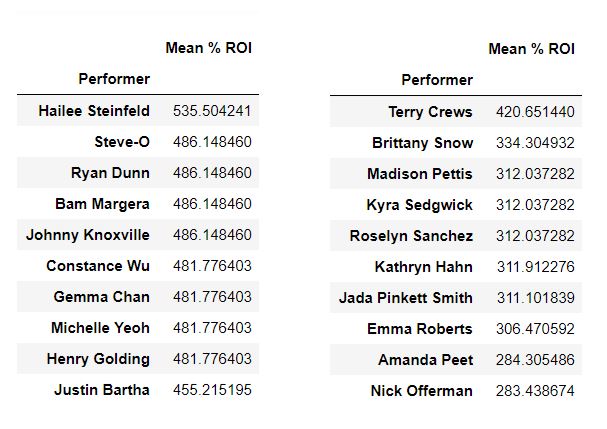 Mean % ROI
Performer
Hailee Steinfeld 535.504241
Steve-O 486.148460
Ryan Dunn 486.148460
Bam Margera 486.148460
Johnny Knoxville 486.148460
Constance Wu 481.776403
Gemma Chan 481.776403
Michelle Yeoh 481.776403
Henry Golding 481.776403
Justin Bartha 455.215195
Mean % ROI
Performer
Terry Crews 420.651440
Brittany Snow 334.304932
Madison Pettis 312.037282
Kyra Sedgwick 312.037282
Roselyn Sanchez 312.037282
Kathryn Hahn 311.912276
Jada Pinkett Smith 311.101839
Emma Roberts 306.470592
Amanda Peet 284.305486
Nick Offerman 283.438674